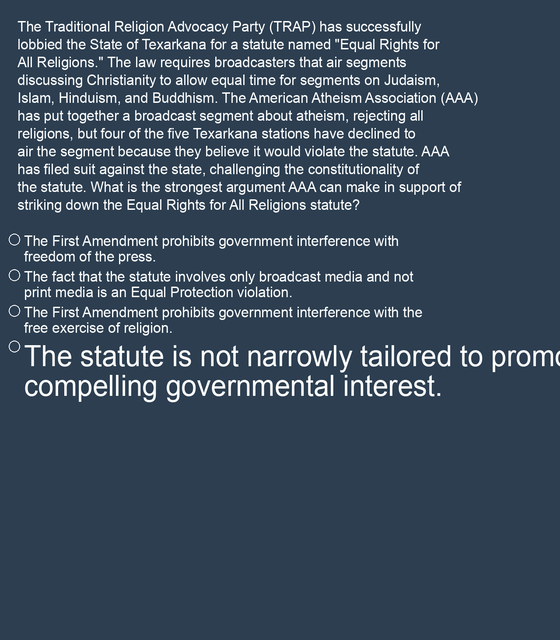 The Traditional Religion Advocacy Party (TRAP) has successfully
lobbied the State of Texarkana for a statute named "Equal Rights for
All Religions." The law requires broadcasters that air segments
discussing Christianity to allow equal time for segments on Judaism,
Islam, Hinduism, and Buddhism. The American Atheism Association (AAA)
has put together a broadcast segment about atheism, rejecting all
religions, but four of the five Texarkana stations have declined to
air the segment because they believe it would violate the statute. AAA
has filed suit against the state, challenging the constitutionality of
the statute. What is the strongest argument AAA can make in support of
striking down the Equal Rights for All Religions statute?
The First Amendment prohibits government interference with
freedom of the press.
The fact that the statute involves only broadcast media and not
print media is an Equal Protection violation.
The First Amendment prohibits government interference with the
free exercise of religion.
The statute is not narrowly tailored to
compelling governmental interest.